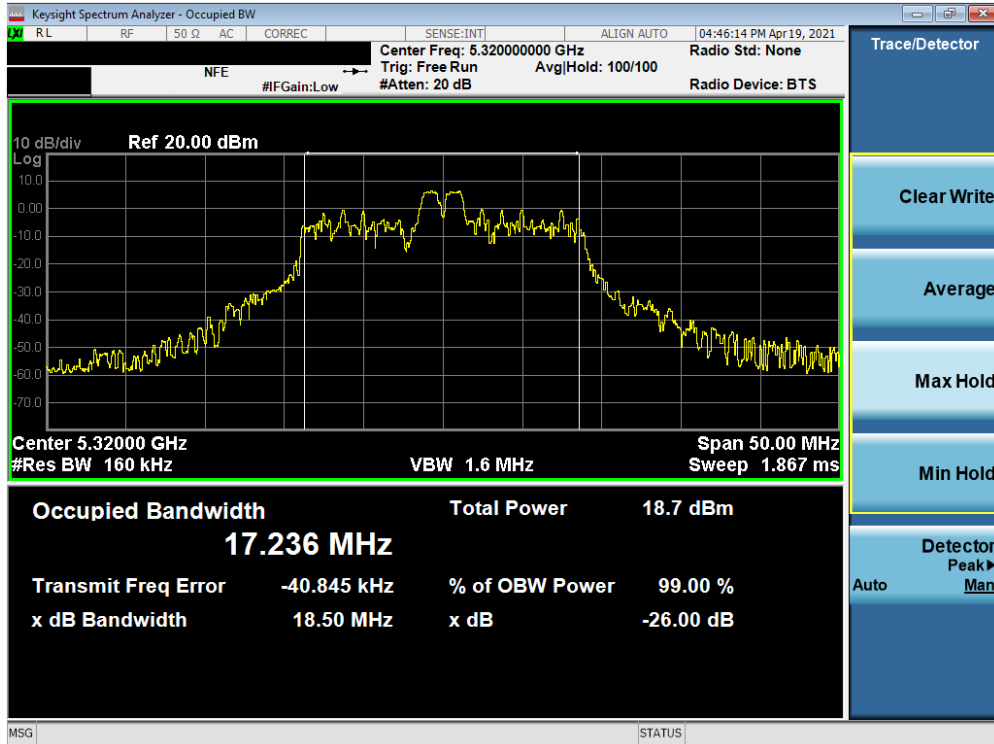 Keysight Spectrum Analyzer - Occupied BW
LXI RL RF 50 Ω AC CORREC SENSE:INT ALIGN AUTO 04:46:14 PM Apr 19, 2021
Center Freq: 5.320000000 GHz Radio Std: None
NFE Trig: Free Run Avg|Hold: 100/100
#IFGain:Low #Atten: 20 dB Radio Device: BTS
10 dB/div Ref 20.00 dBm
Log
10.0
0.00
-10.0
-20.0
-30.0
-40.0
-50.0
-60.0
-70.0
Center 5.32000 GHz Span 50.00 MHz
#Res BW 160 kHz VBW 1.6 MHz Sweep 1.867 ms
Occupied Bandwidth Total Power 18.7 dBm
17.236 MHz
Transmit Freq Error -40.845 kHz % of OBW Power 99.00 %
x dB Bandwidth 18.50 MHz x dB -26.00 dB
MSG STATUS
Trace/Detector
Clear Write
Average
Max Hold
Min Hold
Detector
Peak▶
Auto Man